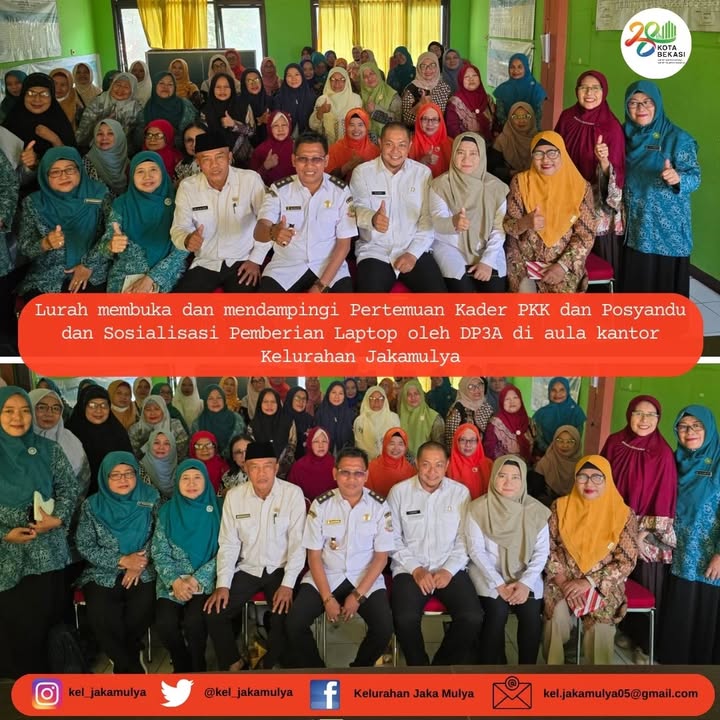 28
KOTA
BEKASI
Lurah membuka dan mendampingi Pertemuan Kader PKK dan Posyandu
dan Sosialisasi Pemberian Laptop oleh DP3A di aula kantor
Kelurahan Jakamulya
kel_jakamulya
@kel_jakamulya
Kelurahan Jaka Mulya
kel.jakamulya05@gmail.com